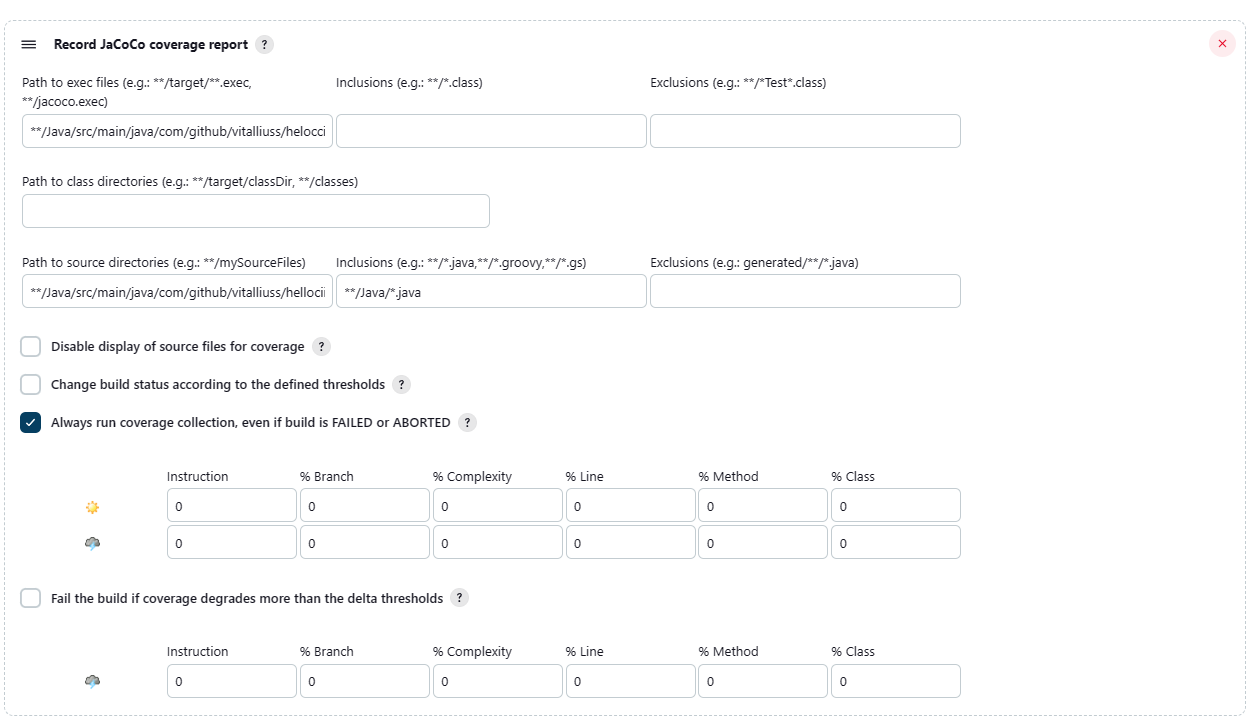 Record JaCoCo coverage report ?
Path to exec files (e.g.: **/target/**.exec, **/jacoco.exec)
Inclusions (e.g.: **/*.class)
Exclusions (e.g.: **/*Test*.class)
**/Java/src/main/java/com/github/vitalliuss/helocci
Path to class directories (e.g.: **/target/classDir, **/classes)
Path to source directories (e.g.: **/mySourceFiles)
Inclusions (e.g.: **/*.java,**/*.groovy,**/*.gs)
Exclusions (e.g.: generated/**/*.java)
**/Java/src/main/java/com/github/vitalliuss/hellocii
**/Java/*.java
Disable display of source files for coverage ?
Change build status according to the defined thresholds ?
Always run coverage collection, even if build is FAILED or ABORTED ?
Instruction % Branch % Complexity % Line % Method % Class
0 0 0 0 0 0
0 0 0 0 0 0
Fail the build if coverage degrades more than the delta thresholds ?
Instruction % Branch % Complexity % Line % Method % Class
0 0 0 0 0 0